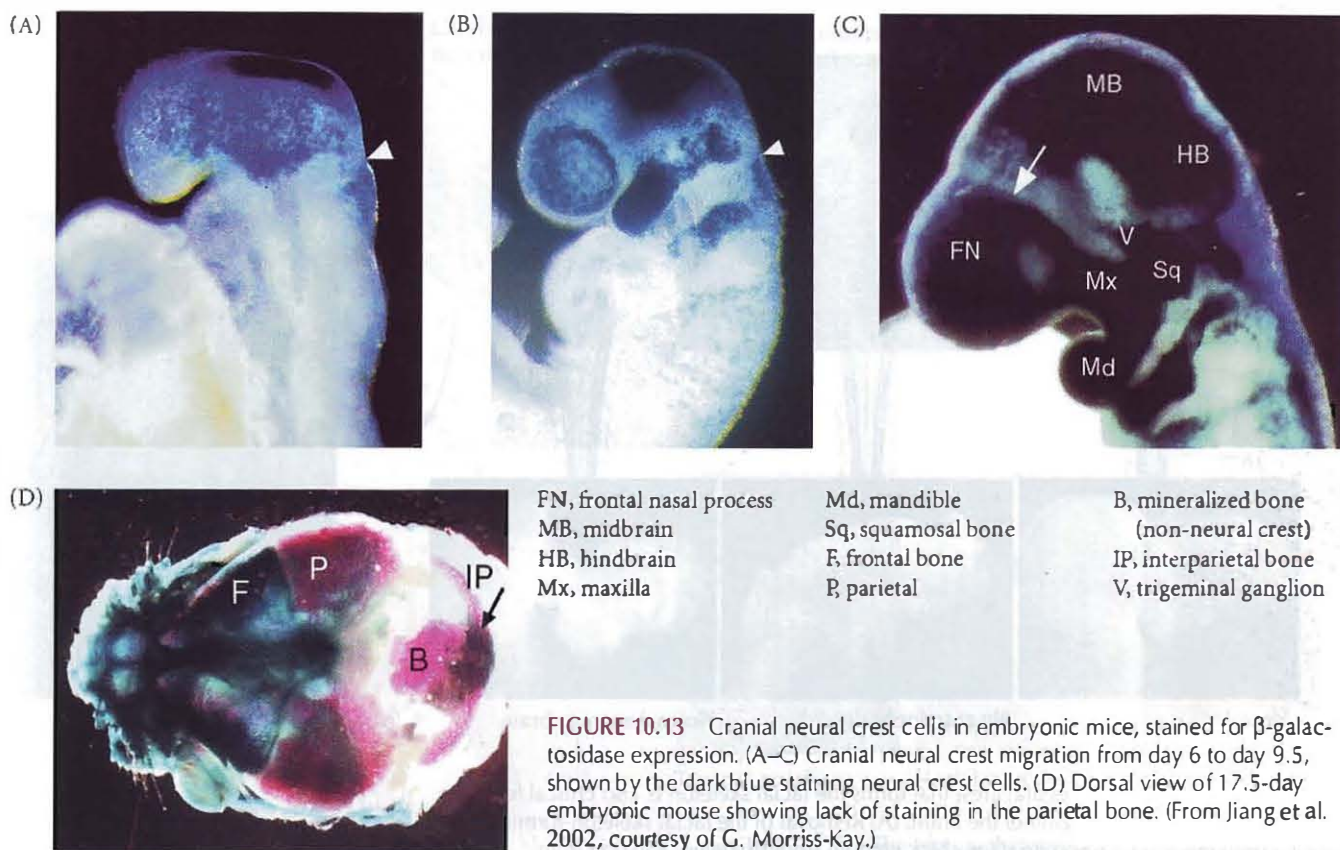 (A)
(B)
(C)
MB
HB
FN
V
Mx
Sq
Md
(D)
F
P
IP
B
FN, frontal nasal process
MB, midbrain
HB, hindbrain
Mx, maxilla
Md, mandible
Sq, squamosal bone
F, frontal bone
P, parietal
B, mineralized bone
(non-neural crest)
IP, interparietal bone
V, trigeminal ganglion
FIGURE 10.13 Cranial neural crest cells in embryonic mice, stained for β-galac-
tosidase expression. (A–C) Cranial neural crest migration from day 6 to day 9.5,
shown by the dark blue staining neural crest cells. (D) Dorsal view of 17.5-day
embryonic mouse showing lack of staining in the parietal bone. (From Jiang et al.
2002, courtesy of G. Morriss-Kay.)